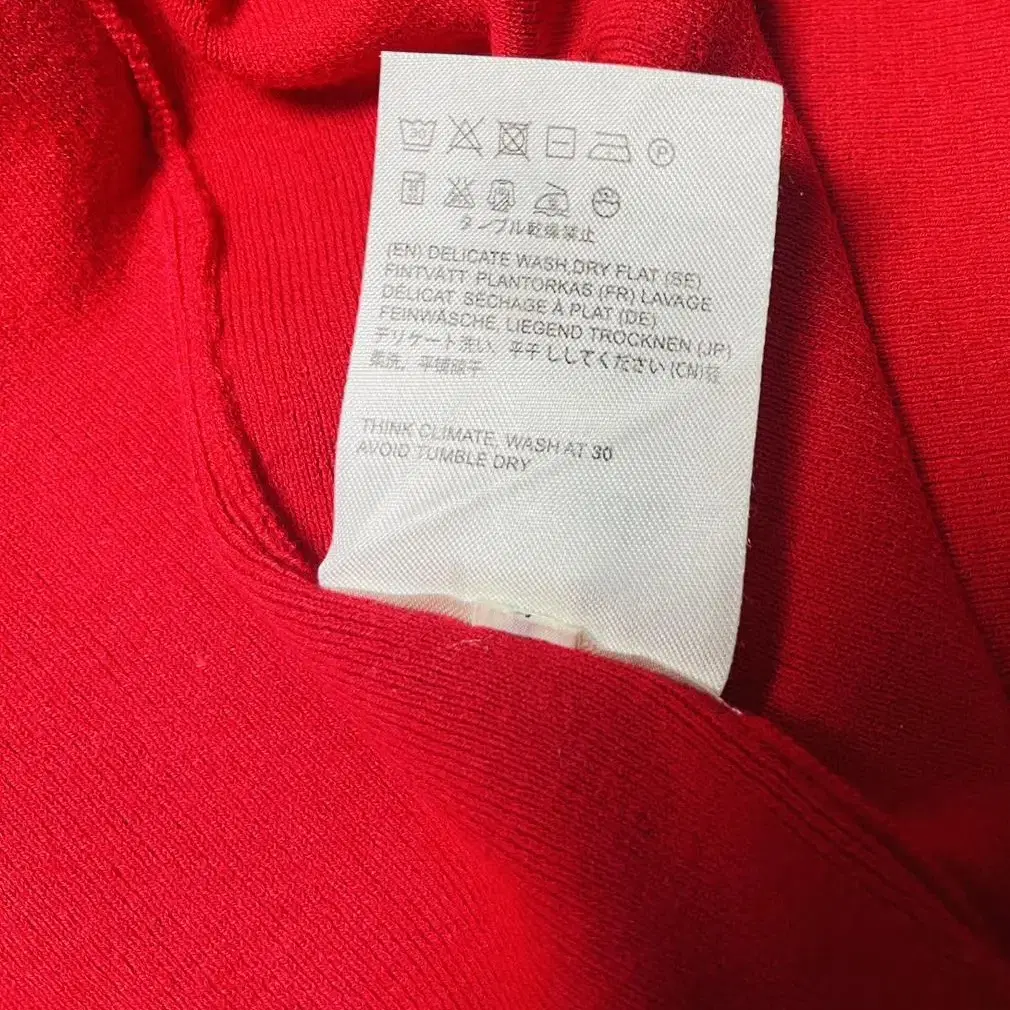 30
P
タンブル乾燥禁止
(EN) DELICATE WASH,DRY FLAT (SE)
FINTVÄTT, PLANTORKAS (FR) LAVAGE
DÉLICAT, SÉCHAGE À PLAT (DE)
FEINWÄSCHE, LIEGEND TROCKNEN (JP)
デリケート洗い、平干ししてください (CN)轻
柔洗，平铺晾干
THINK CLIMATE, WASH AT 30
AVOID TUMBLE DRY